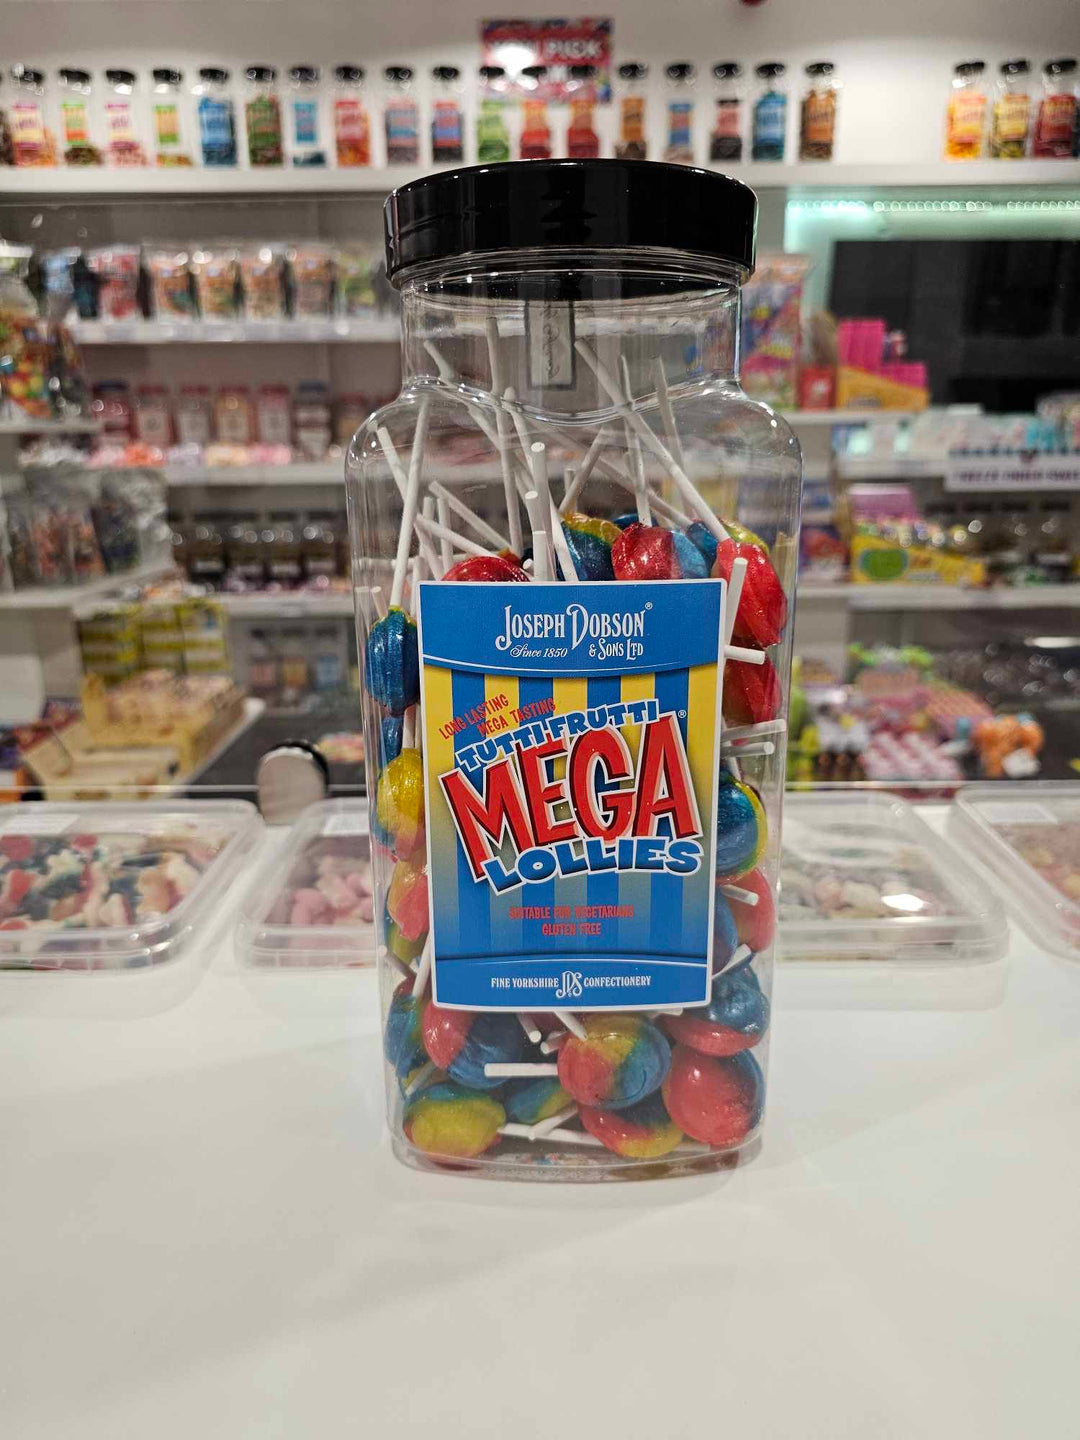 JOSEPH DOBSON®
Since 1850 & SONS LTD
LONG LASTING
MEGA TASTING
TUTTI-FRUTTI
MEGA®
LOLLIES
SUITABLE FOR VEGETARIANS
GLUTEN FREE
FINE YORKSHIRE JDS CONFECTIONERY